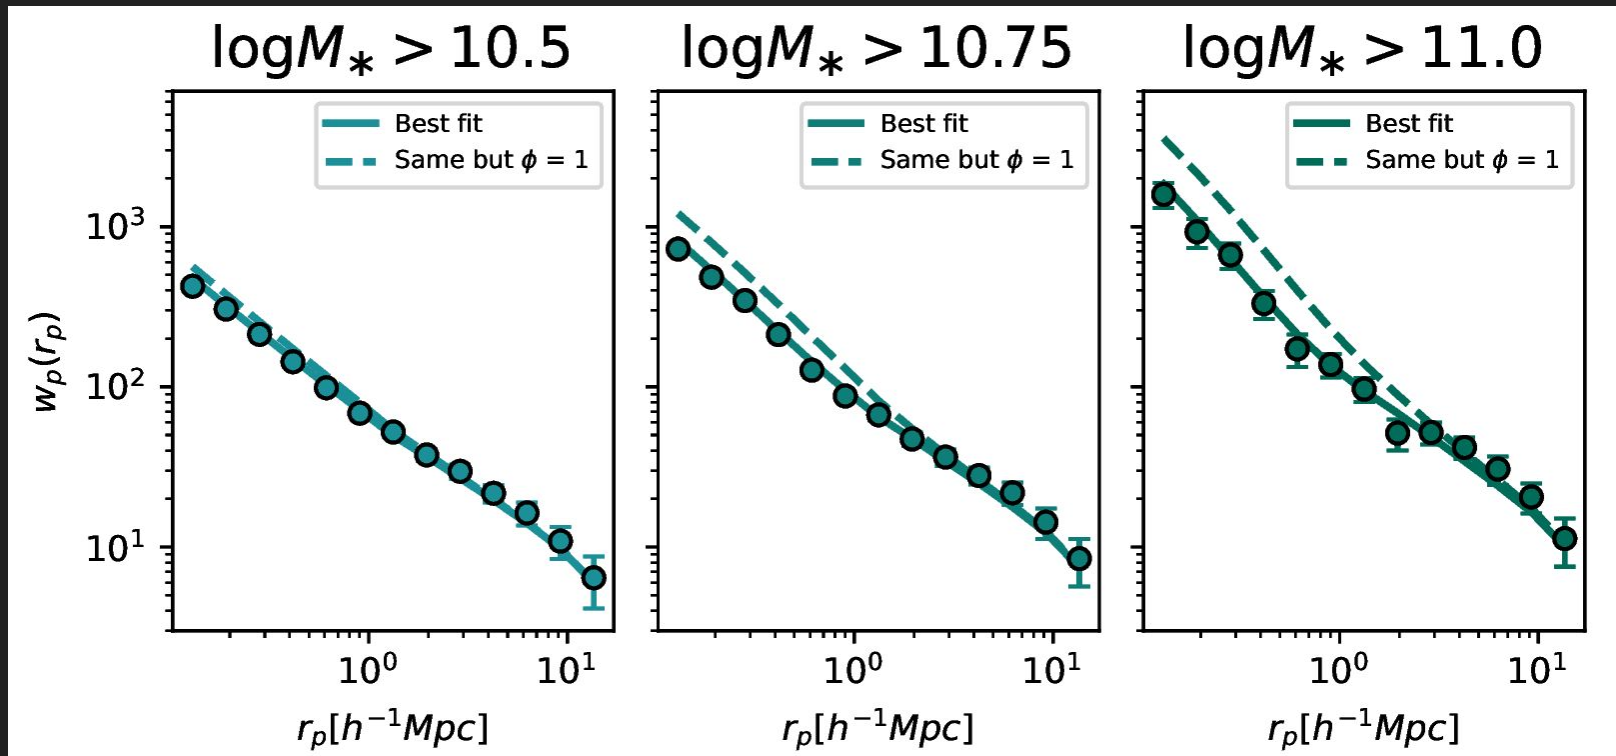 logM∗ > 10.5
logM∗ > 10.75
logM∗ > 11.0
Best fit
Same but ϕ = 1
Best fit
Same but ϕ = 1
Best fit
Same but ϕ = 1
wp(rp)
10³
10²
10¹
10⁰ 10¹
10⁰ 10¹
10⁰ 10¹
rp[h⁻¹Mpc]
rp[h⁻¹Mpc]
rp[h⁻¹Mpc]